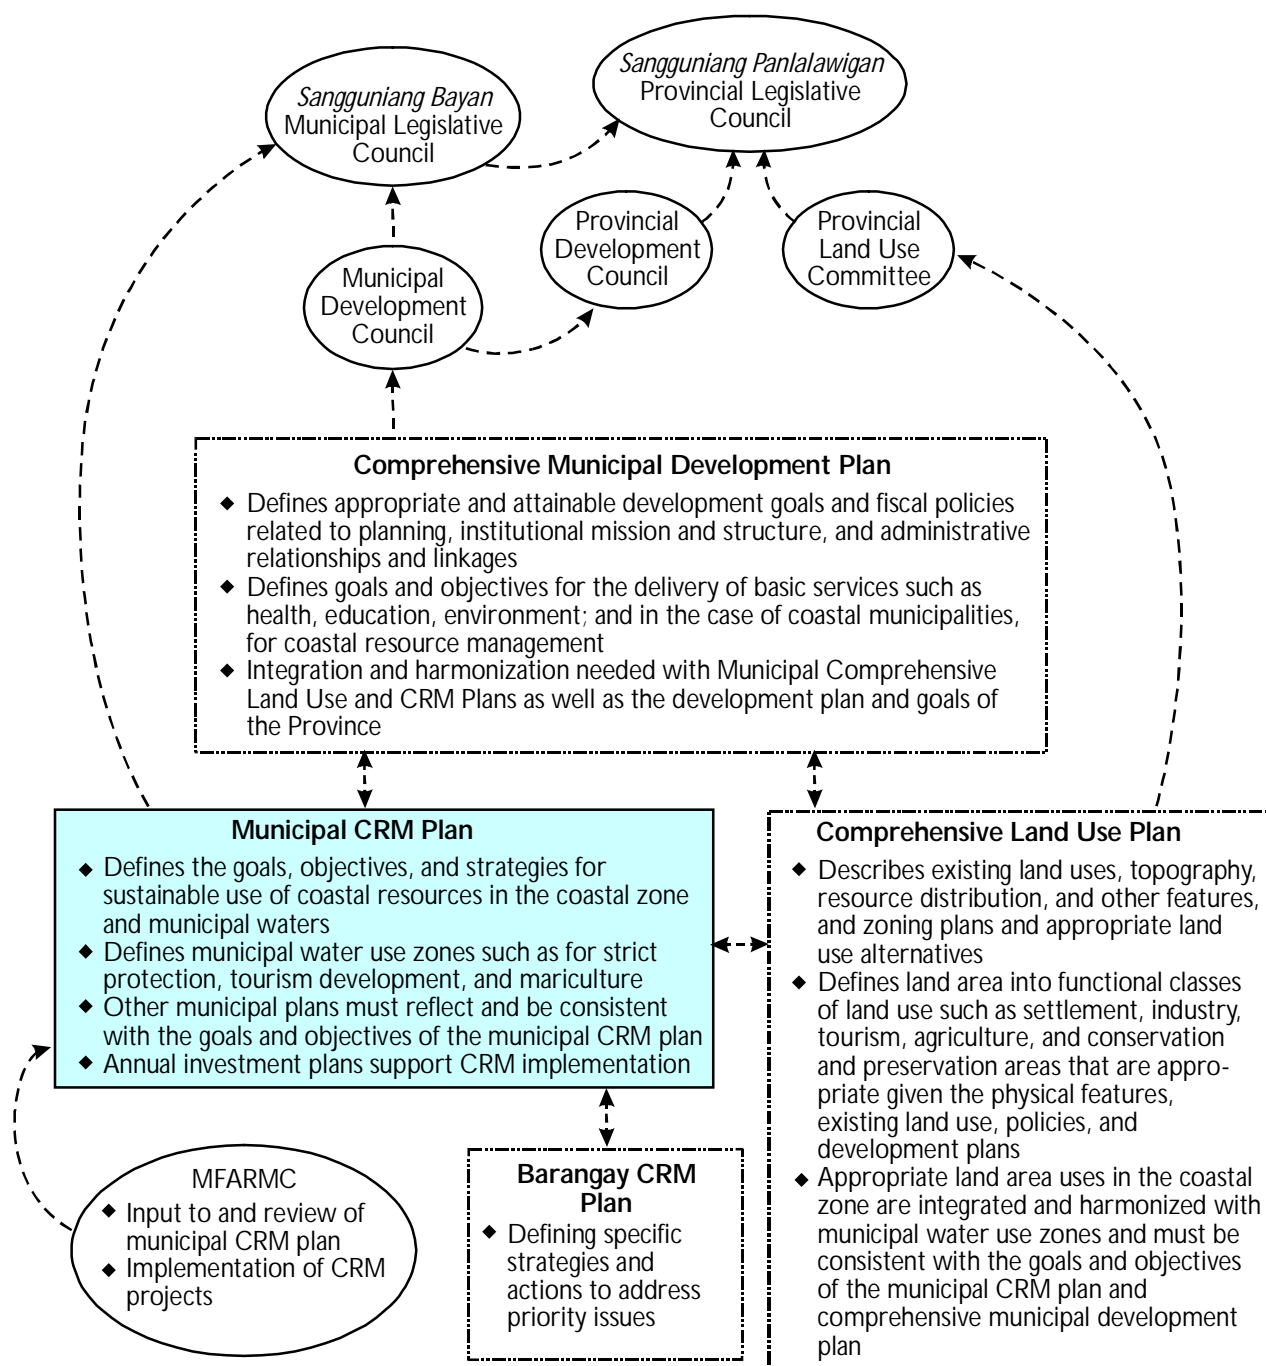 Sangguniang Bayan
Municipal Legislative
Council
Sangguniang Panlalawigan
Provincial Legislative
Council
Municipal
Development
Council
Provincial
Development
Council
Provincial
Land Use
Committee
Comprehensive Municipal Development Plan
◆ Defines appropriate and attainable development goals and fiscal policies
related to planning, institutional mission and structure, and administrative
relationships and linkages
◆ Defines goals and objectives for the delivery of basic services such as
health, education, environment; and in the case of coastal municipalities,
for coastal resource management
◆ Integration and harmonization needed with Municipal Comprehensive
Land Use and CRM Plans as well as the development plan and goals of
the Province
Municipal CRM Plan
◆ Defines the goals, objectives, and strategies for
sustainable use of coastal resources in the coastal zone
and municipal waters
◆ Defines municipal water use zones such as for strict
protection, tourism development, and mariculture
◆ Other municipal plans must reflect and be consistent
with the goals and objectives of the municipal CRM plan
◆ Annual investment plans support CRM implementation
Comprehensive Land Use Plan
◆ Describes existing land uses, topography,
resource distribution, and other features,
and zoning plans and appropriate land
use alternatives
◆ Defines land area into functional classes
of land use such as settlement, industry,
tourism, agriculture, and conservation
and preservation areas that are appro-
priate given the physical features,
existing land use, policies, and
development plans
◆ Appropriate land area uses in the coastal
zone are integrated and harmonized with
municipal water use zones and must be
consistent with the goals and objectives
of the municipal CRM plan and
comprehensive municipal development
plan
MFARMC
◆ Input to and review of
municipal CRM plan
◆ Implementation of CRM
projects
Barangay CRM
Plan
◆ Defining specific
strategies and
actions to address
priority issues